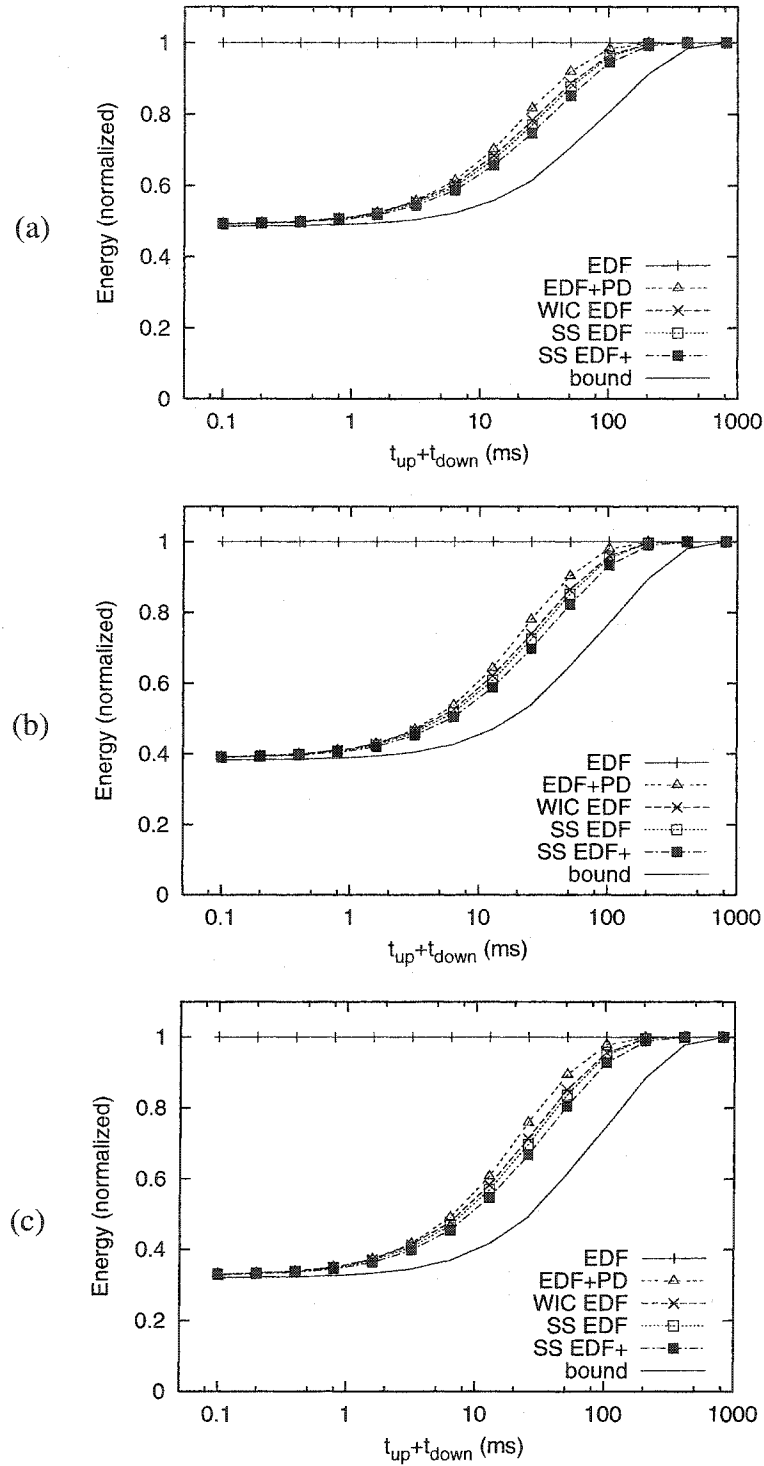 (a)
Energy (normalized)
1
0.8
0.6
0.4
0.2
0
EDF
EDF+PD
WIC EDF
SS EDF
SS EDF+
bound
0.1 1 10 100 1000
t_up+t_down (ms)
(b)
Energy (normalized)
1
0.8
0.6
0.4
0.2
0
EDF
EDF+PD
WIC EDF
SS EDF
SS EDF+
bound
0.1 1 10 100 1000
t_up+t_down (ms)
(c)
Energy (normalized)
1
0.8
0.6
0.4
0.2
0
EDF
EDF+PD
WIC EDF
SS EDF
SS EDF+
bound
0.1 1 10 100 1000
t_up+t_down (ms)